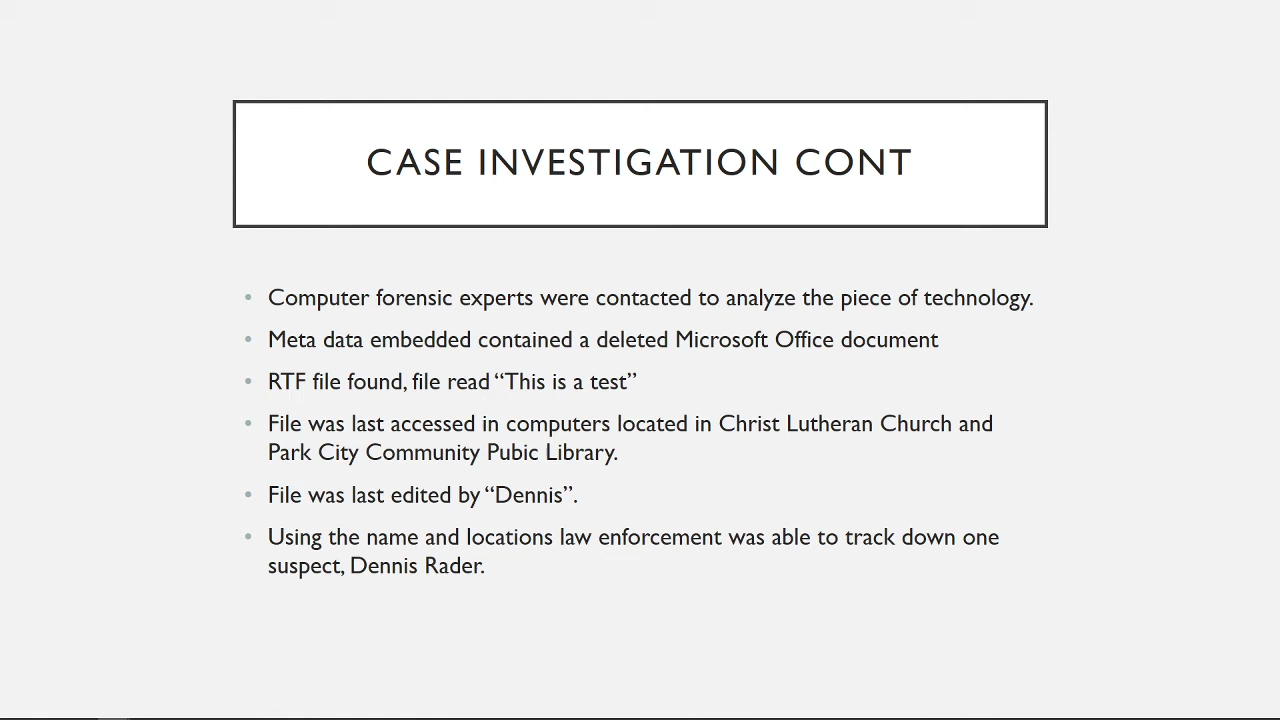 CASE INVESTIGATION CONT
• Computer forensic experts were contacted to analyze the piece of technology.
• Meta data embedded contained a deleted Microsoft Office document
• RTF file found, file read “This is a test”
• File was last accessed in computers located in Christ Lutheran Church and
Park City Community Pubic Library.
• File was last edited by “Dennis”.
• Using the name and locations law enforcement was able to track down one
suspect, Dennis Rader.